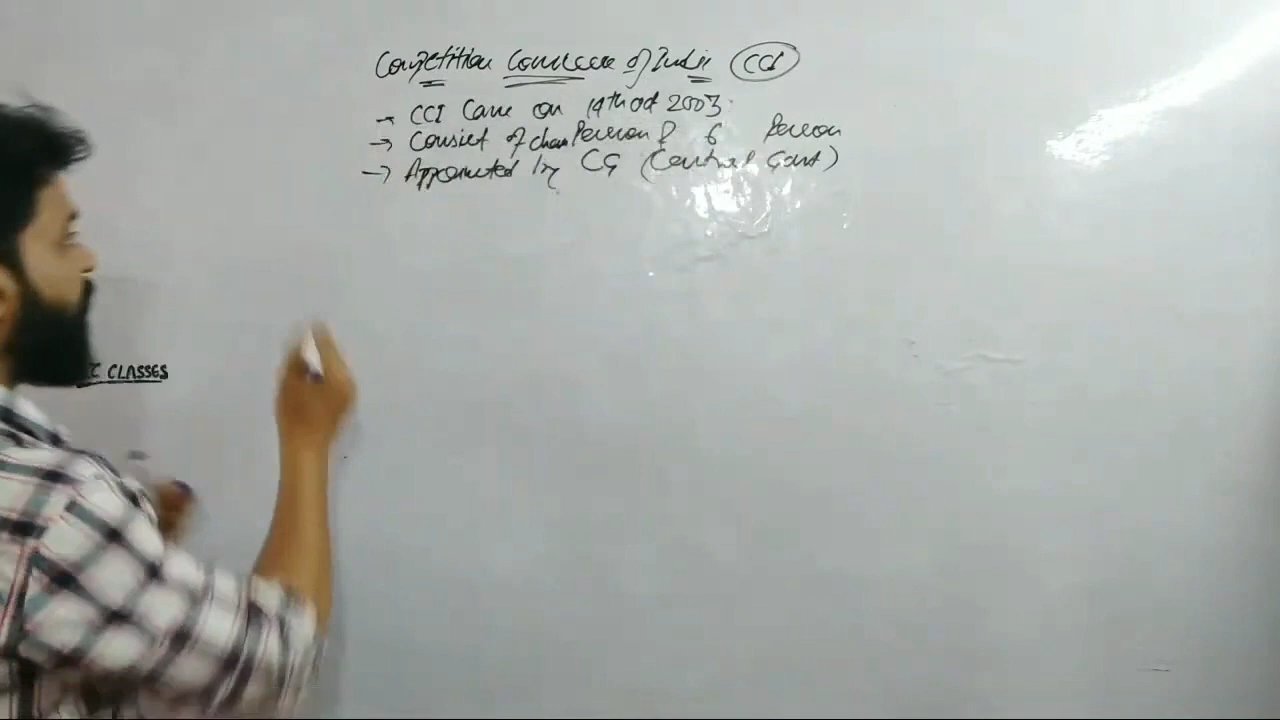 Competition Commission of India (CCI)
→ CCI Came on 14th oct 2003.
→ Consist of chairPerson & 6 Person
→ Appointed by CG (Central Govt)
C CLASSES